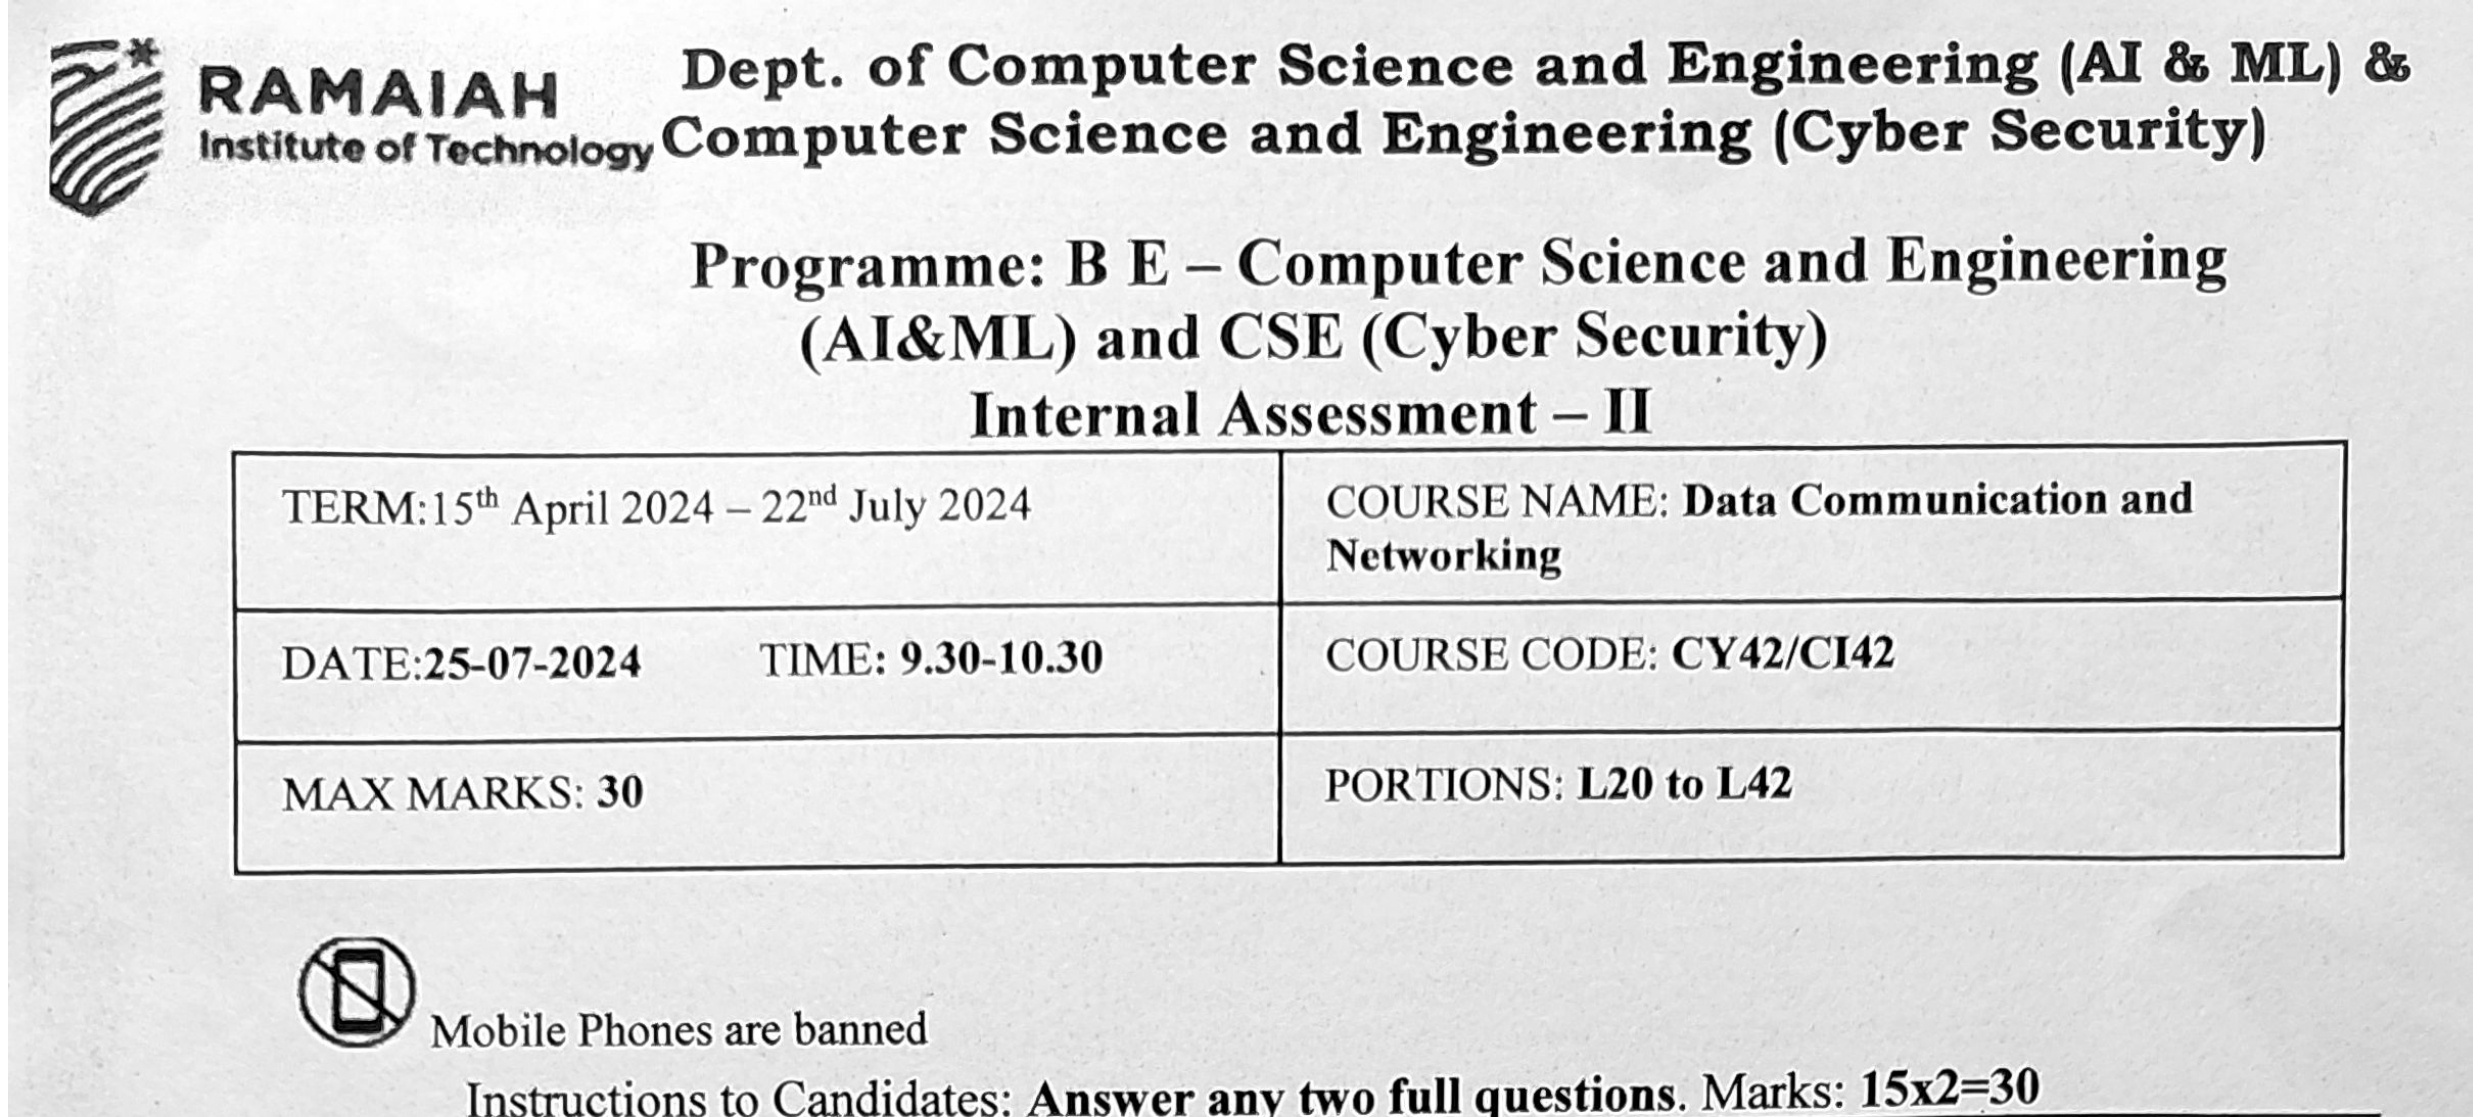 RAMAIAH
Institute of Technology
Dept. of Computer Science and Engineering (AI & ML) &
Computer Science and Engineering (Cyber Security)
Programme: B E – Computer Science and Engineering
(AI&ML) and CSE (Cyber Security)
Internal Assessment – II
TERM:15th April 2024 – 22nd July 2024
COURSE NAME: Data Communication and
Networking
DATE:25-07-2024 TIME: 9.30-10.30
COURSE CODE: CY42/CI42
MAX MARKS: 30
PORTIONS: L20 to L42
Mobile Phones are banned
Instructions to Candidates: Answer any two full questions. Marks: 15x2=30